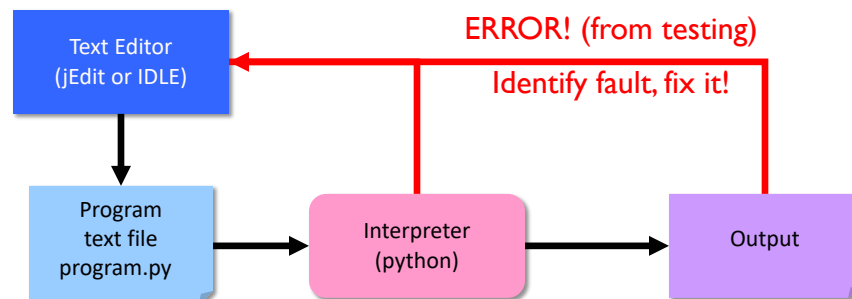 Text Editor
(jEdit or IDLE)
ERROR! (from testing)
Identify fault, fix it!
Program
text file
program.py
Interpreter
(python)
Output